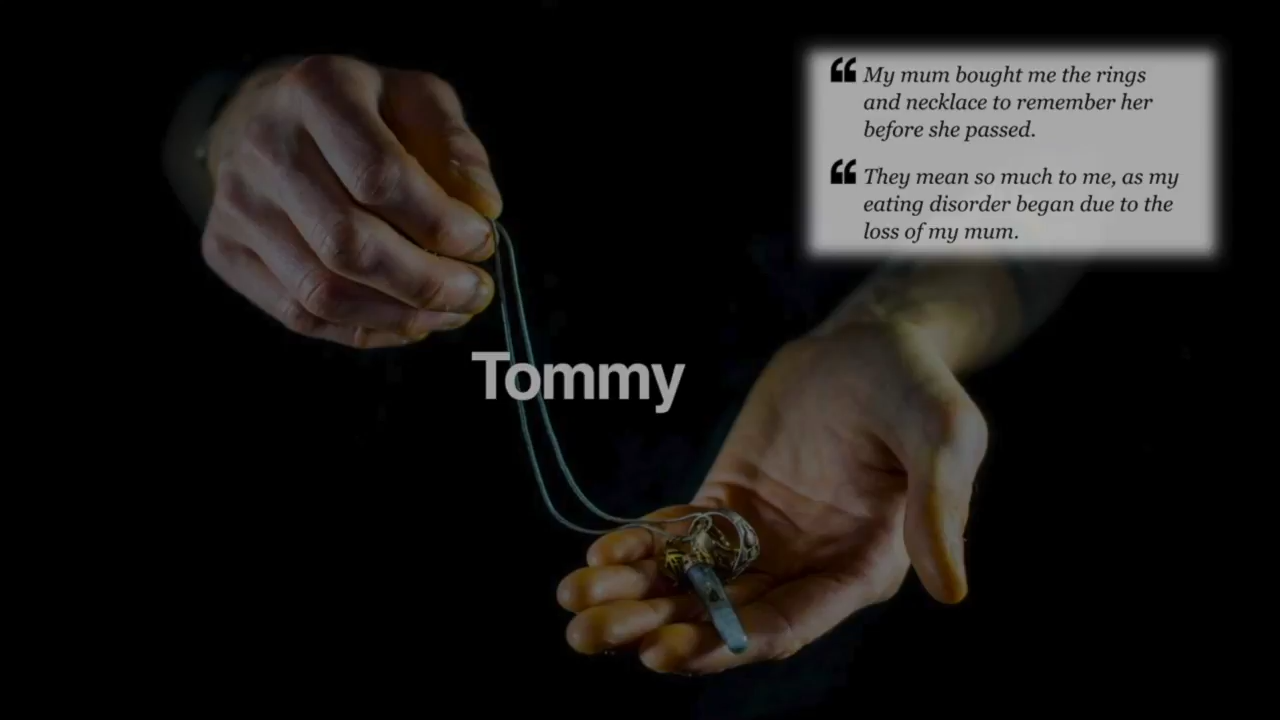 ❝ My mum bought me the rings
and necklace to remember her
before she passed.
❝ They mean so much to me, as my
eating disorder began due to the
loss of my mum.
Tommy